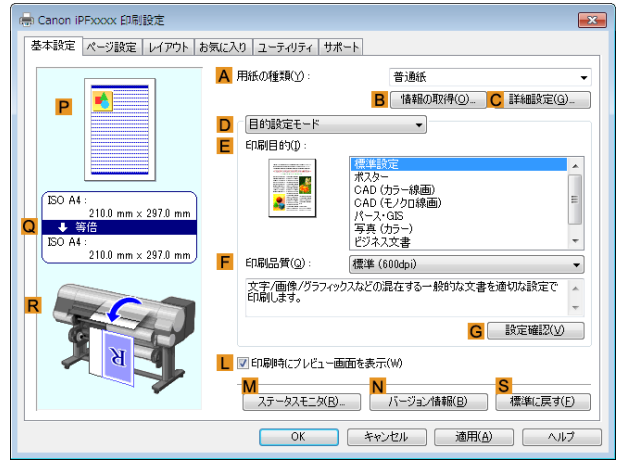 Canon iPFxxxx 印刷設定
基本設定 ページ設定 レイアウト お気に入り ユーティリティ サポート
A 用紙の種類(Y): 普通紙
B 情報の取得(O)... C 詳細設定(G)...
D 目的設定モード
E 印刷目的(I):
標準設定
ポスター
CAD (カラー線画)
CAD (モノクロ線画)
パース・GIS
写真 (カラー)
ビジネス文書
F 印刷品質(Q): 標準 (600dpi)
文字/画像/グラフィックスなどの混在する一般的な文書を適切な設定で
印刷します。
G 設定確認(V)
P
ISO A4 :
210.0 mm x 297.0 mm
Q 等倍
ISO A4 :
210.0 mm x 297.0 mm
R
R
L 印刷時にプレビュー画面を表示(W)
M ステータスモニタ(R)... N バージョン情報(B) S 標準に戻す(E)
OK キャンセル 適用(A) ヘルプ